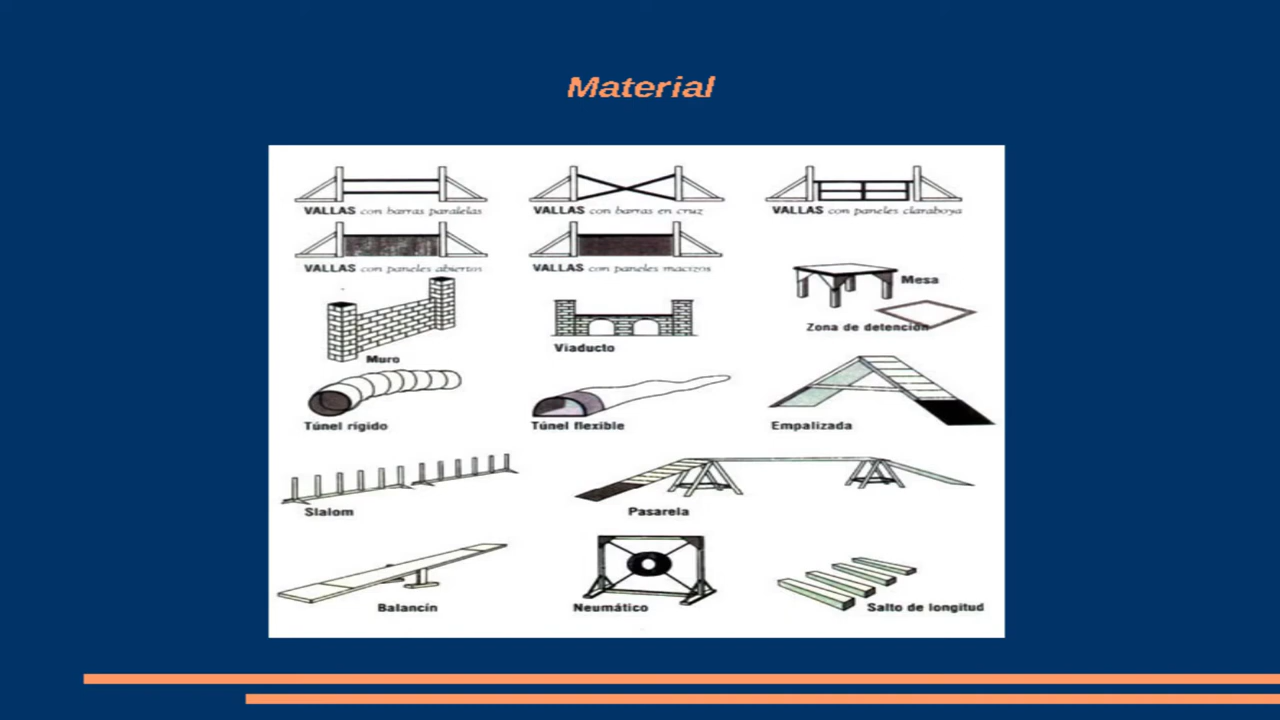 Material
VALLAS con barras paralelas
VALLAS con barras en cruz
VALLAS con paneles claraboya
VALLAS con paneles abiertos
VALLAS con paneles macizos
Mesa
Zona de detención
Muro
Viaducto
Túnel rígido
Túnel flexible
Empalizada
Slalom
Pasarela
Balancín
Neumático
Salto de longitud